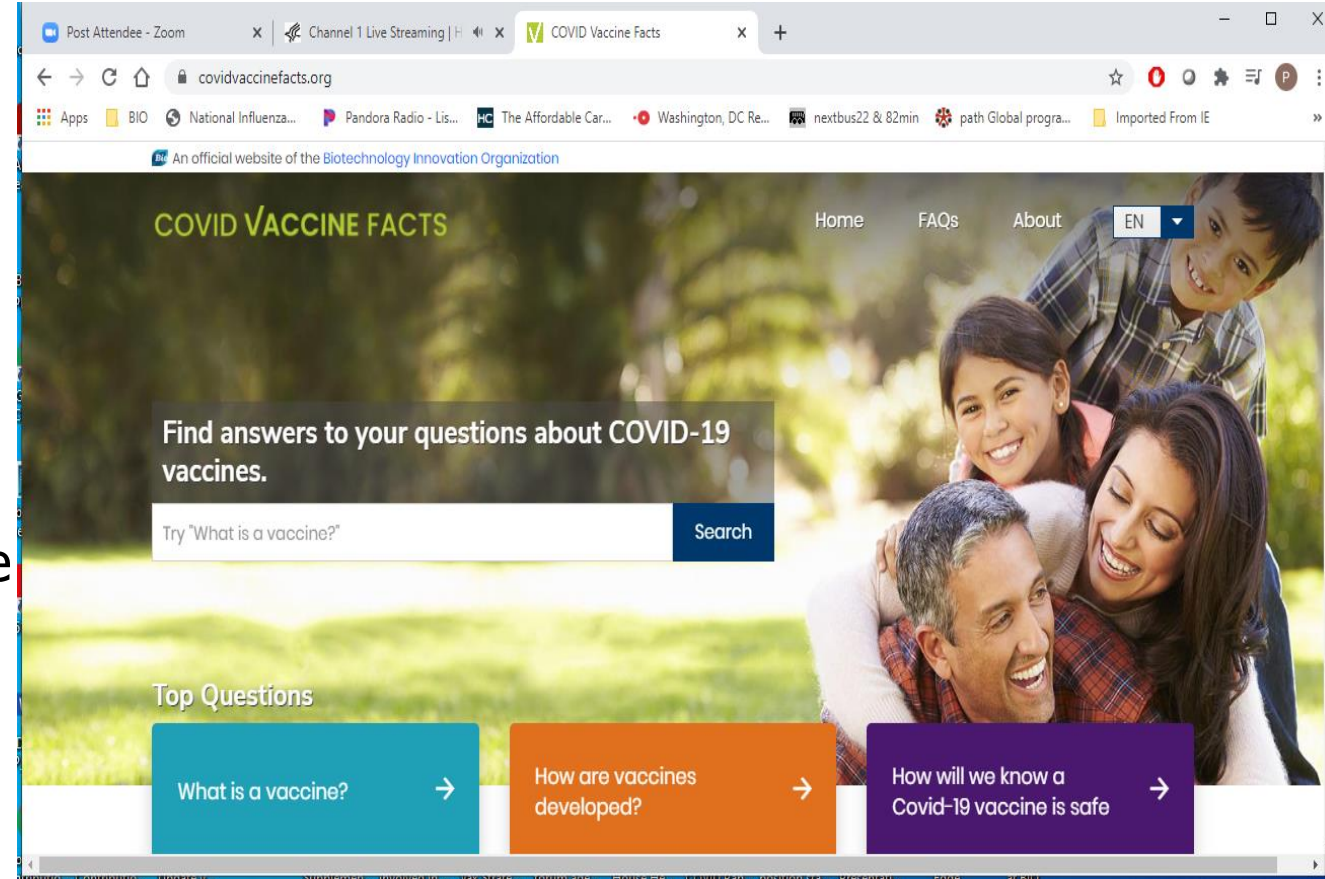 Post Attendee - Zoom
Channel 1 Live Streaming | H
COVID Vaccine Facts
covidvaccinefacts.org
P
Apps
BIO
National Influenza...
Pandora Radio - Lis...
HC The Affordable Car...
Washington, DC Re...
nextbus22 & 82min
path Global progra...
Imported From IE
»
Bio An official website of the Biotechnology Innovation Organization
COVID VACCINE FACTS
Home FAQs About EN
Find answers to your questions about COVID-19
vaccines.
Try "What is a vaccine?"
Search
e
Top Questions
What is a vaccine?
How are vaccines
developed?
How will we know a
Covid-19 vaccine is safe